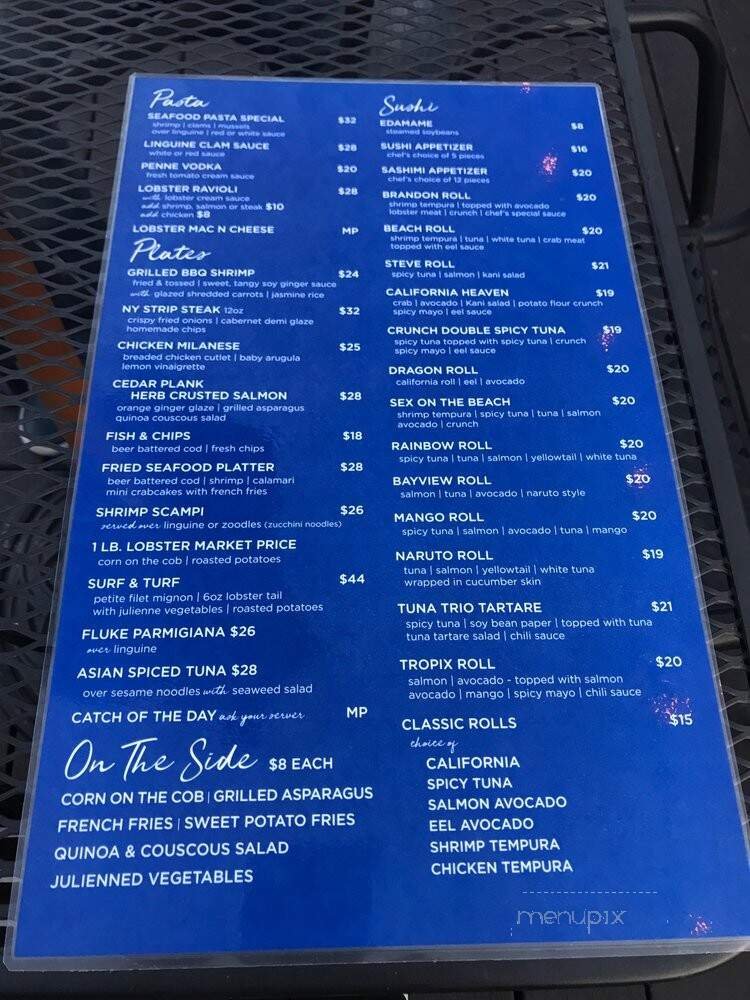 Pasta
SEAFOOD PASTA SPECIAL $32
shrimp | clams | mussels
over linguine | red or white sauce
LINGUINE CLAM SAUCE $28
white or red sauce
PENNE VODKA $20
fresh tomato cream sauce
LOBSTER RAVIOLI $28
with lobster cream sauce
add shrimp, salmon or steak $10
add chicken $8
LOBSTER MAC N CHEESE MP
Plates
GRILLED BBQ SHRIMP $24
fried & tossed | sweet, tangy soy ginger sauce
with glazed shredded carrots | jasmine rice
NY STRIP STEAK 12oz $32
crispy fried onions | cabernet demi glaze
homemade chips
CHICKEN MILANESE $25
breaded chicken cutlet | baby arugula
lemon vinaigrette
CEDAR PLANK
HERB CRUSTED SALMON $28
orange ginger glaze | grilled asparagus
quinoa couscous salad
FISH & CHIPS $18
beer battered cod | fresh chips
FRIED SEAFOOD PLATTER $28
beer battered cod | shrimp | calamari
mini crabcakes with french fries
SHRIMP SCAMPI $26
served over linguine or zoodles (zucchini noodles)
1 LB. LOBSTER MARKET PRICE
corn on the cob | roasted potatoes
SURF & TURF $44
petite filet mignon | 6oz lobster tail
with julienne vegetables | roasted potatoes
FLUKE PARMIGIANA $26
over linguine
ASIAN SPICED TUNA $28
over sesame noodles with seaweed salad
CATCH OF THE DAY ask your server MP
On The Side $8 EACH
CORN ON THE COB | GRILLED ASPARAGUS
FRENCH FRIES | SWEET POTATO FRIES
QUINOA & COUSCOUS SALAD
JULIENNED VEGETABLES
Sushi
EDAMAME $8
steamed soybeans
SUSHI APPETIZER $16
chef's choice of 5 pieces
SASHIMI APPETIZER $20
chef's choice of 12 pieces
BRANDON ROLL $20
shrimp tempura | topped with avocado
lobster meat | crunch | chef's special sauce
BEACH ROLL $20
shrimp tempura | tuna | white tuna | crab meat
topped with eel sauce
STEVE ROLL $21
spicy tuna | salmon | kani salad
CALIFORNIA HEAVEN $19
crab | avocado | Kani salad | potato flour crunch
spicy mayo | eel sauce
CRUNCH DOUBLE SPICY TUNA $19
spicy tuna topped with spicy tuna | crunch
spicy mayo | eel sauce
DRAGON ROLL $20
california roll | eel | avocado
SEX ON THE BEACH $20
shrimp tempura | spicy tuna | tuna | salmon
avocado | crunch
RAINBOW ROLL $20
spicy tuna | tuna | salmon | yellowtail | white tuna
BAYVIEW ROLL $20
salmon | tuna | avocado | naruto style
MANGO ROLL $20
spicy tuna | salmon | avocado | tuna | mango
NARUTO ROLL $19
tuna | salmon | yellowtail | white tuna
wrapped in cucumber skin
TUNA TRIO TARTARE $21
spicy tuna | soy bean paper | topped with tuna
tuna tartare salad | chili sauce
TROPIX ROLL $20
salmon | avocado - topped with salmon
avocado | mango | spicy mayo | chili sauce
CLASSIC ROLLS $15
choice of
CALIFORNIA
SPICY TUNA
SALMON AVOCADO
EEL AVOCADO
SHRIMP TEMPURA
CHICKEN TEMPURA
menupix